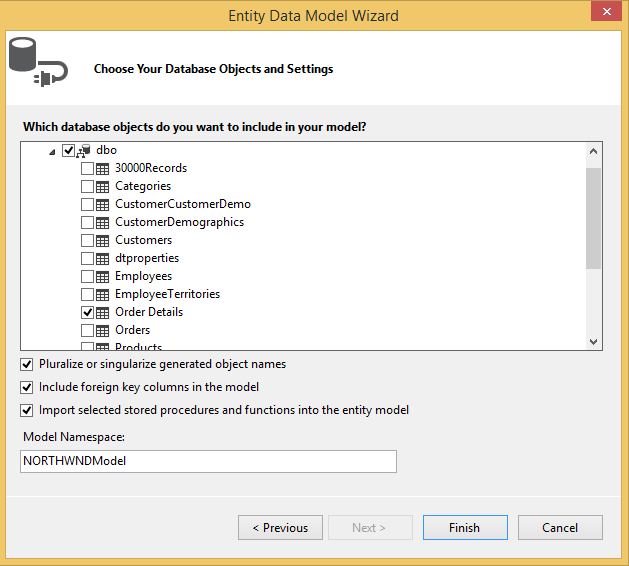 Entity Data Model Wizard
Choose Your Database Objects and Settings
Which database objects do you want to include in your model?
dbo
30000Records
Categories
CustomerCustomerDemo
CustomerDemographics
Customers
dtproperties
Employees
EmployeeTerritories
Order Details
Orders
Products
Pluralize or singularize generated object names
Include foreign key columns in the model
Import selected stored procedures and functions into the entity model
Model Namespace:
NORTHWNDModel
< Previous
Next >
Finish
Cancel